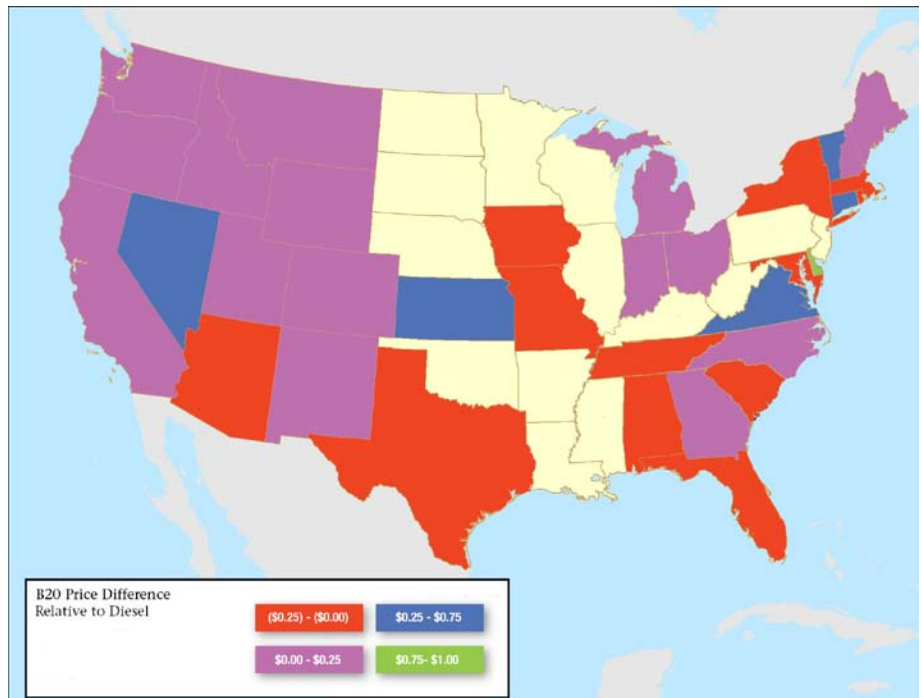 B20 Price Difference
Relative to Diesel
($0.25) - ($0.00)
$0.25 - $0.75
$0.00 - $0.25
$0.75- $1.00